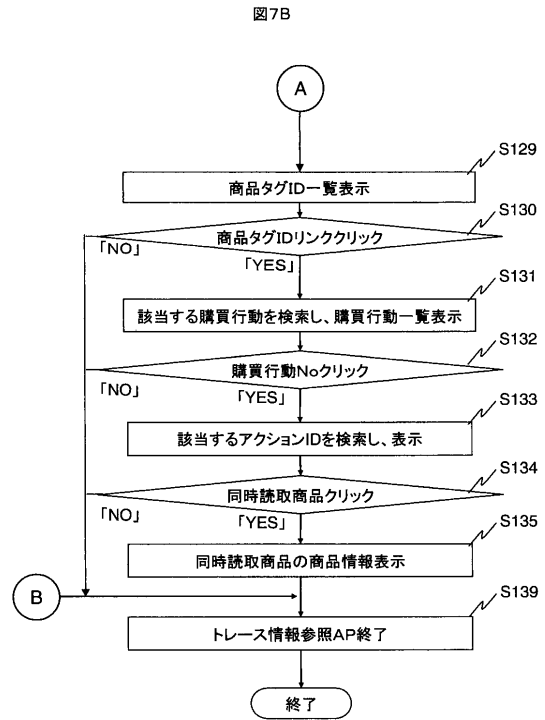 図7B
A
S129
商品タグID一覧表示
S130
商品タグIDリンククリック
「NO」
「YES」
S131
該当する購買行動を検索し、購買行動一覧表示
S132
購買行動Noクリック
「NO」
「YES」
S133
該当するアクションIDを検索し、表示
S134
同時読取商品クリック
「NO」
「YES」
S135
同時読取商品の商品情報表示
B
S139
トレース情報参照AP終了
終了